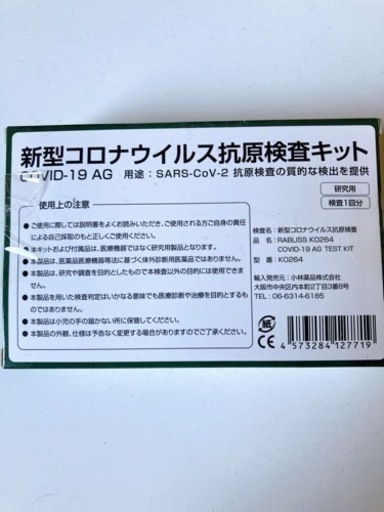 新型コロナウイルス抗原検査キット
COVID-19 AG 用途：SARS-CoV-2 抗原検査の質的な検出を提供
研究用
検査1回分
使用上の注意
●ご使用に際しては説明書をよくお読みいただき、ご使用者方ご自身の責任
による自己採取のもと正しくご使用ください。
●本キットおよび付属品は、医療機器ではなく研究用製品となります。
●本品は、医薬品医療機器等法に基づく体外診断用医薬品ではありません。
●本製品は、研究や調査を目的としたもので本来以外の目的には使用できません。
●本製品を用いた検査判定はいかなる意味でも医療診断や治療を目的とするもの
ではありません。
●本製品は小児の手の届かない所に保管してください。
●本製品の外観、仕様は予告なく変更する場合がありますのでご了承ください。
検査名：新型コロナウイルス抗原検査
品 名：RABLISS KO264
COVID-19 AG TEST KIT
型 番：KO264
輸入発売元：小林薬品株式会社
大阪市中央区内本町2丁目3番8号
TEL：06-6314-6185
紙
CE
4 573284 127719